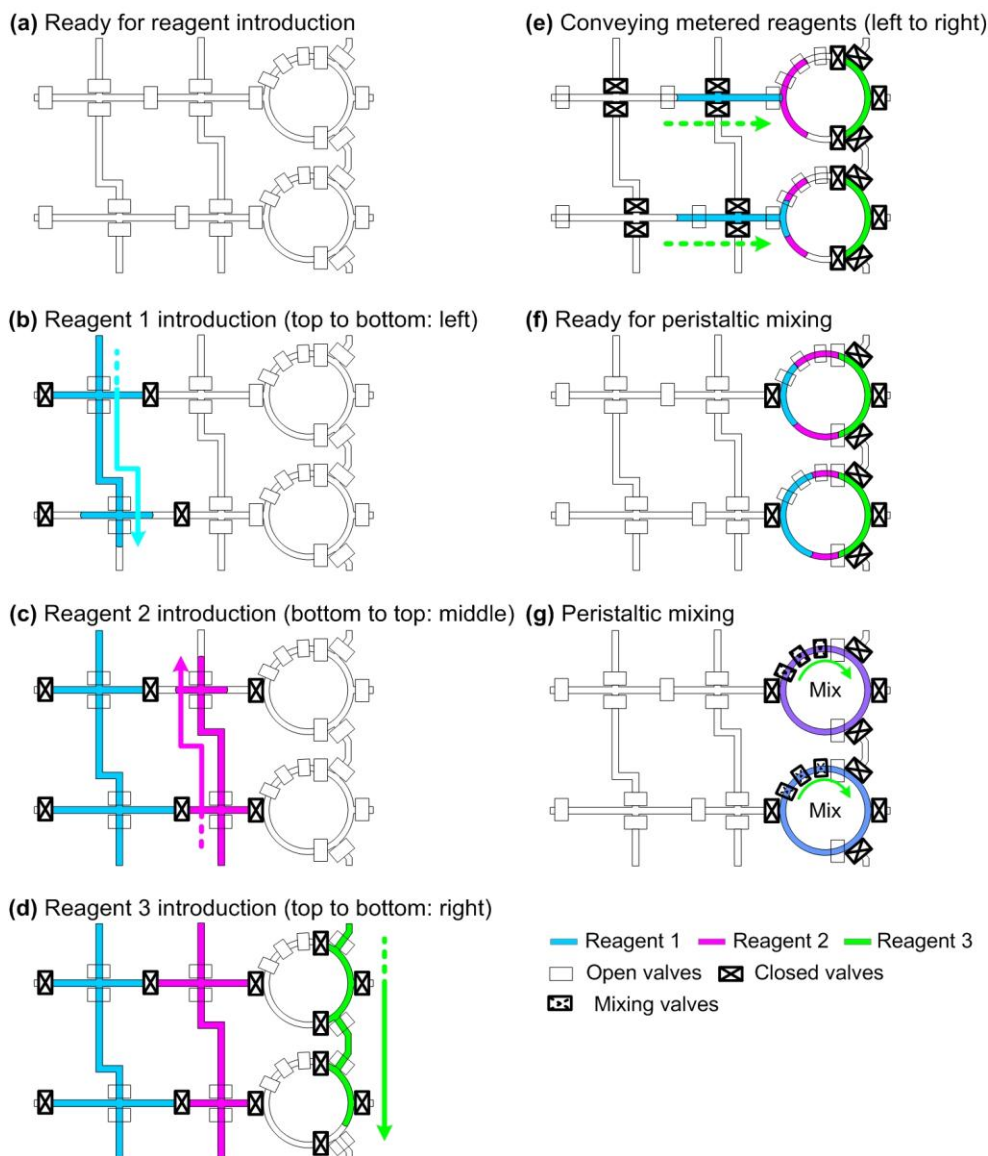 (a) Ready for reagent introduction
(b) Reagent 1 introduction (top to bottom: left)
(c) Reagent 2 introduction (bottom to top: middle)
(d) Reagent 3 introduction (top to bottom: right)
(e) Conveying metered reagents (left to right)
(f) Ready for peristaltic mixing
(g) Peristaltic mixing
Mix
Mix
Reagent 1 Reagent 2 Reagent 3
Open valves Closed valves
Mixing valves